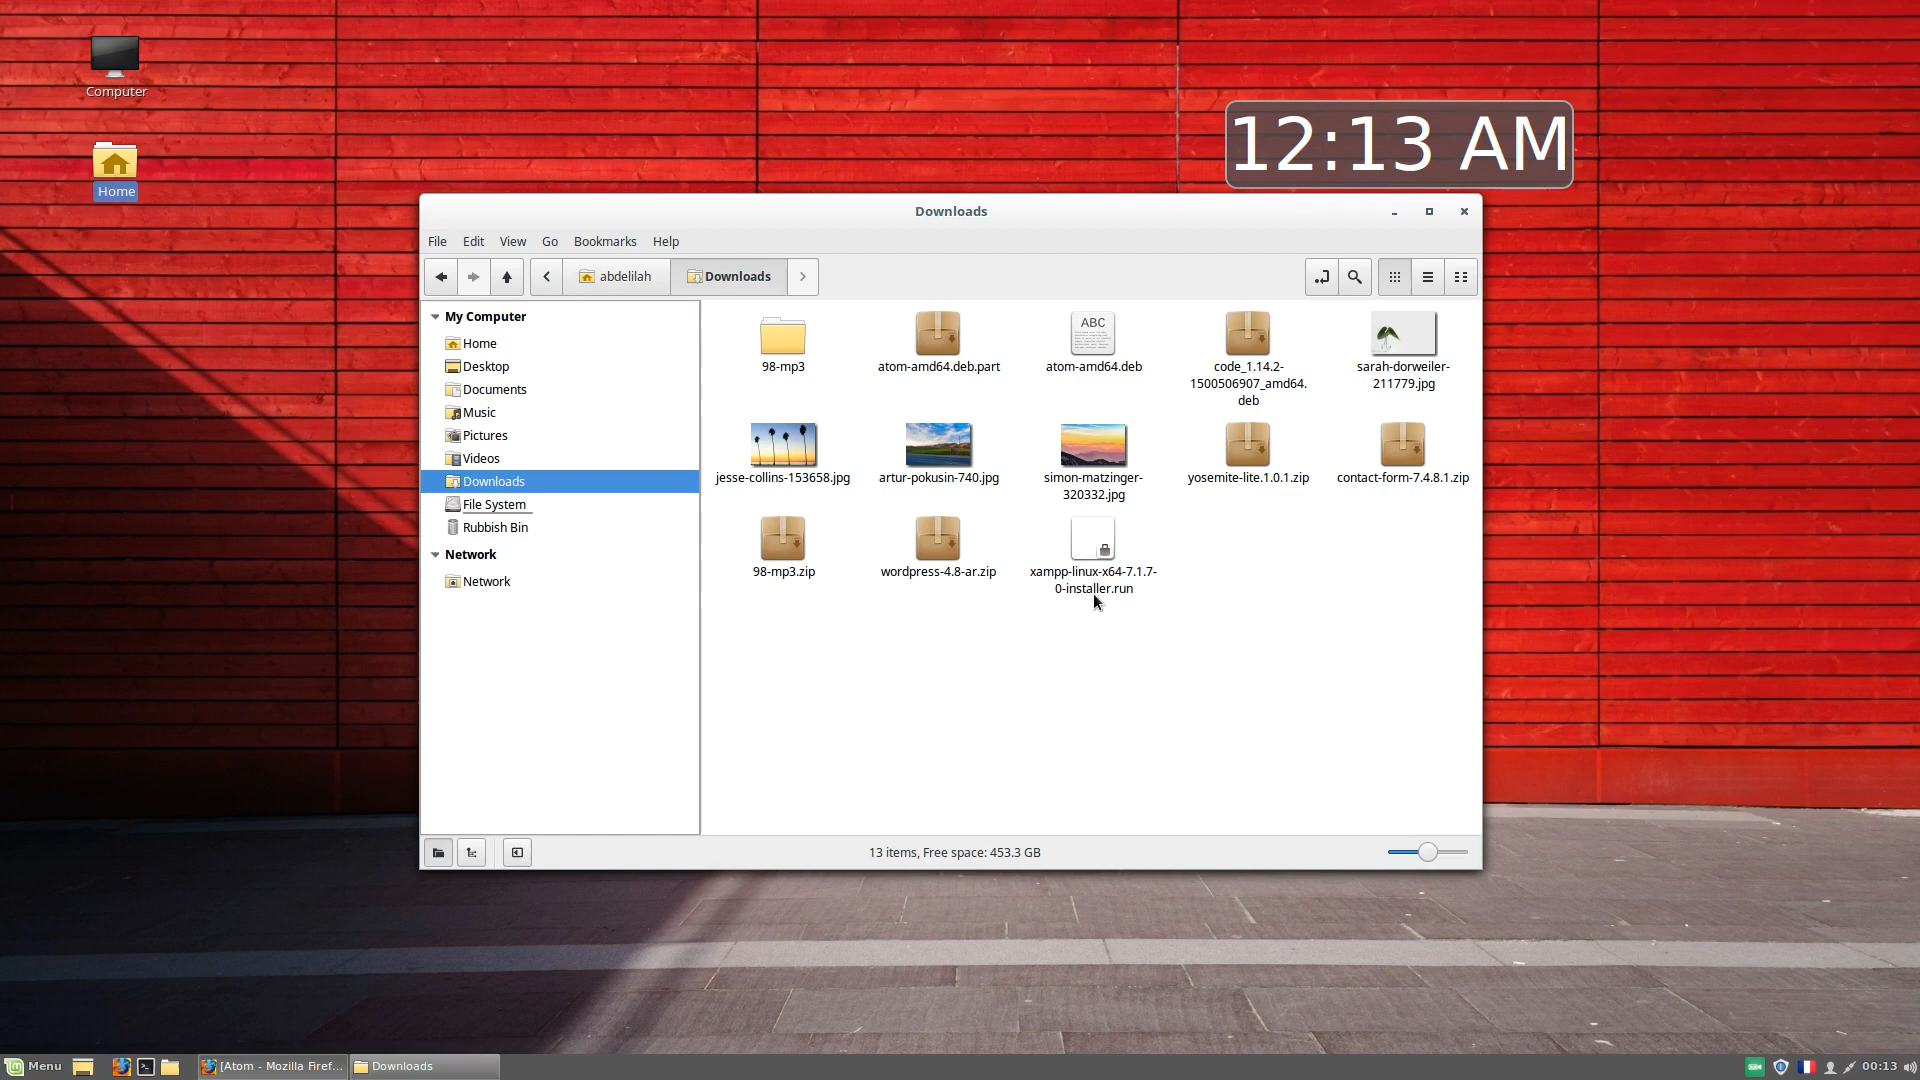 Computer
Home
12:13 AM
Downloads
File Edit View Go Bookmarks Help
abdelilah
Downloads
My Computer
Home
Desktop
Documents
Music
Pictures
Videos
Downloads
File System
Rubbish Bin
Network
Network
98-mp3
atom-amd64.deb.part
ABC
atom-amd64.deb
code_1.14.2-
1500506907_amd64.
deb
sarah-dorweiler-
211779.jpg
jesse-collins-153658.jpg
artur-pokusin-740.jpg
simon-matzinger-
320332.jpg
yosemite-lite.1.0.1.zip
contact-form-7.4.8.1.zip
98-mp3.zip
wordpress-4.8-ar.zip
xampp-linux-x64-7.1.7-
0-installer.run
13 items, Free space: 453.3 GB
Menu
[Atom - Mozilla Firef...
Downloads
00:13